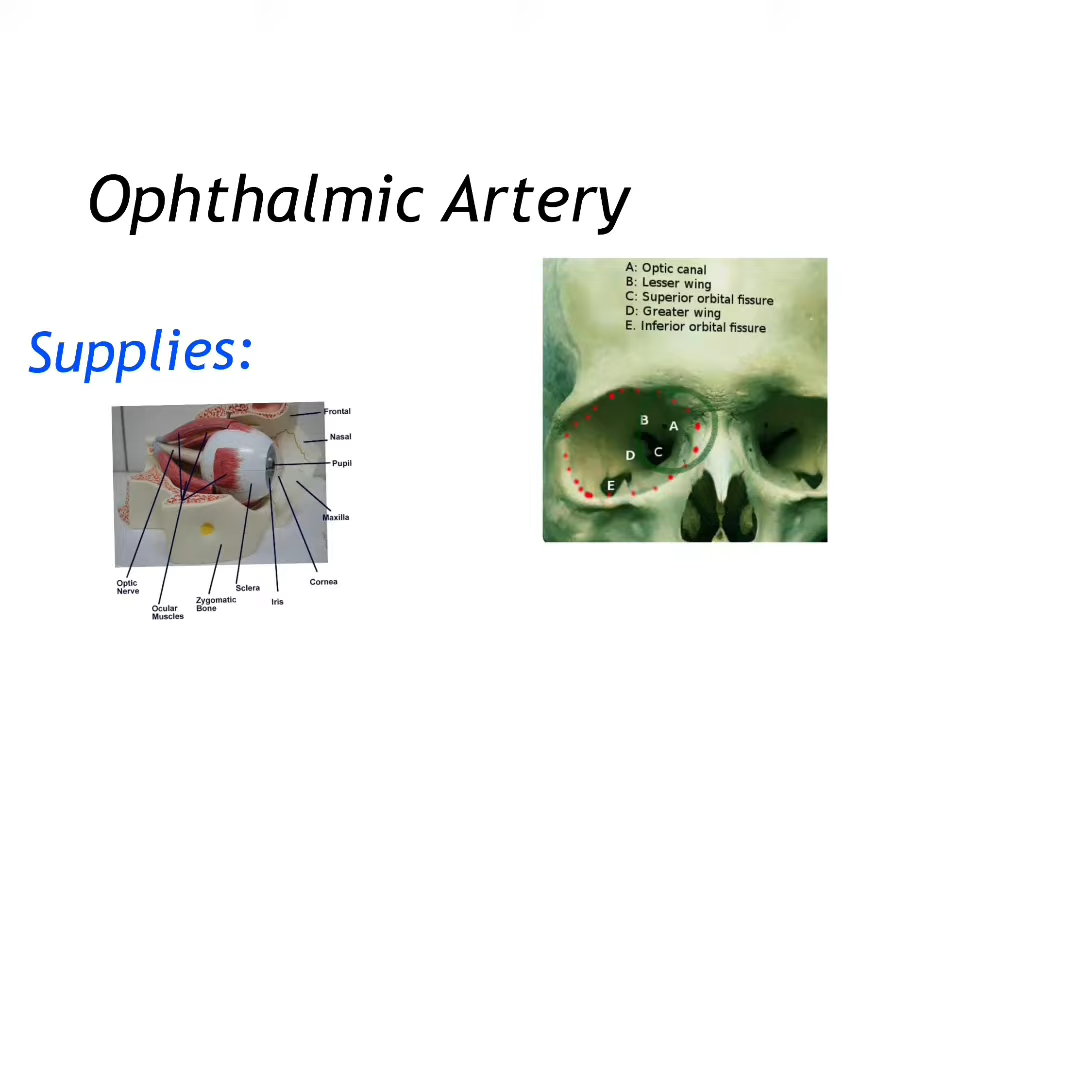 Ophthalmic Artery
Supplies:
A: Optic canal
B: Lesser wing
C: Superior orbital fissure
D: Greater wing
E. Inferior orbital fissure
B
A
D
C
E
Frontal
Nasal
Pupil
Maxilla
Cornea
Optic
Nerve
Ocular
Muscles
Zygomatic
Bone
Sclera
Iris